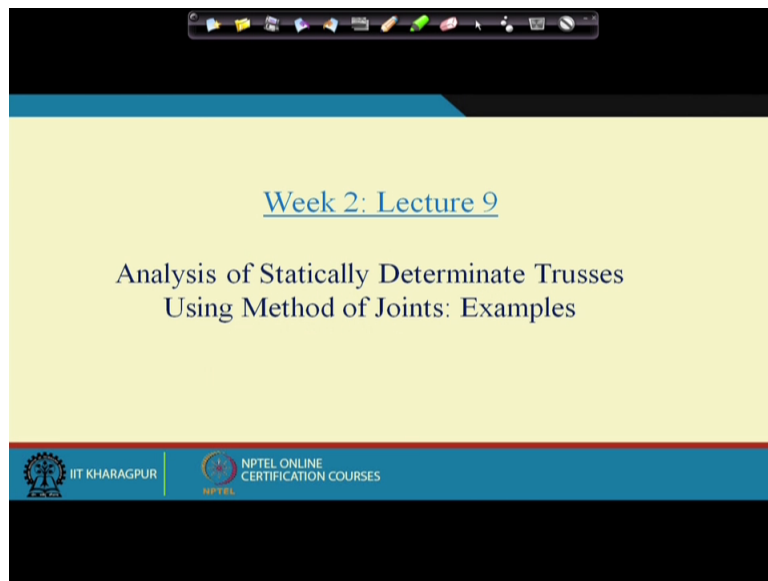 Week 2: Lecture 9
Analysis of Statically Determinate Trusses
Using Method of Joints: Examples
IIT KHARAGPUR
NPTEL
NPTEL ONLINE
CERTIFICATION COURSES